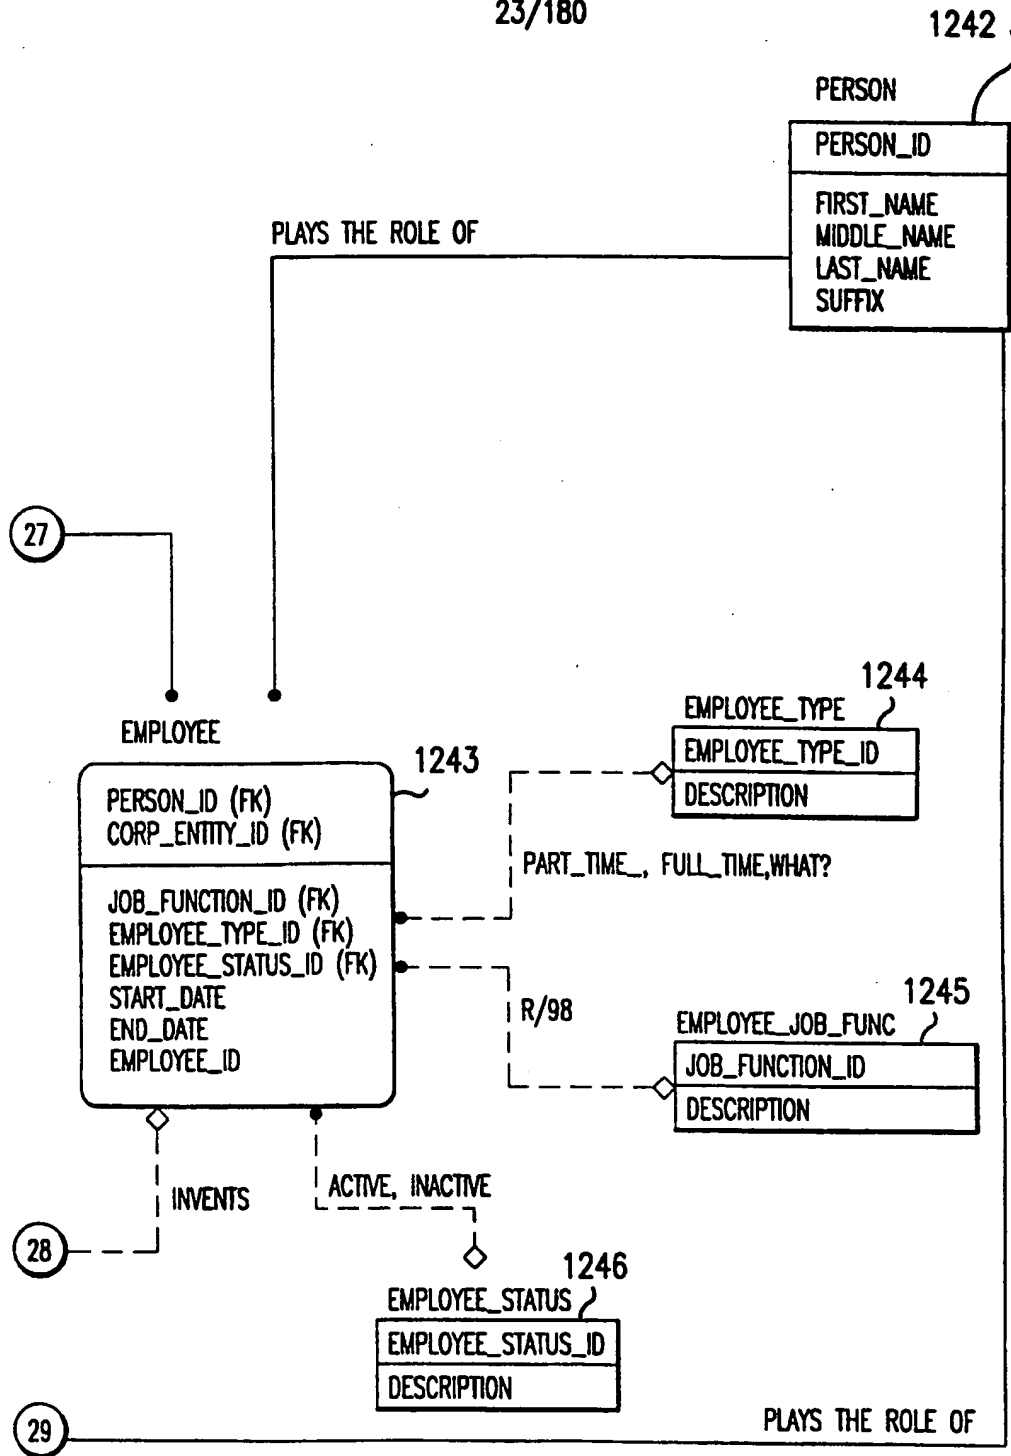 23/180
1242
PERSON
PERSON_ID
FIRST_NAME
MIDDLE_NAME
LAST_NAME
SUFFIX
PLAYS THE ROLE OF
27
EMPLOYEE
1243
PERSON_ID (FK)
CORP_ENTITY_ID (FK)
JOB_FUNCTION_ID (FK)
EMPLOYEE_TYPE_ID (FK)
EMPLOYEE_STATUS_ID (FK)
START_DATE
END_DATE
EMPLOYEE_ID
1244
EMPLOYEE_TYPE
EMPLOYEE_TYPE_ID
DESCRIPTION
PART_TIME_, FULL_TIME,WHAT?
R/98
1245
EMPLOYEE_JOB_FUNC
JOB_FUNCTION_ID
DESCRIPTION
INVENTS
ACTIVE, INACTIVE
28
1246
EMPLOYEE_STATUS
EMPLOYEE_STATUS_ID
DESCRIPTION
29
PLAYS THE ROLE OF